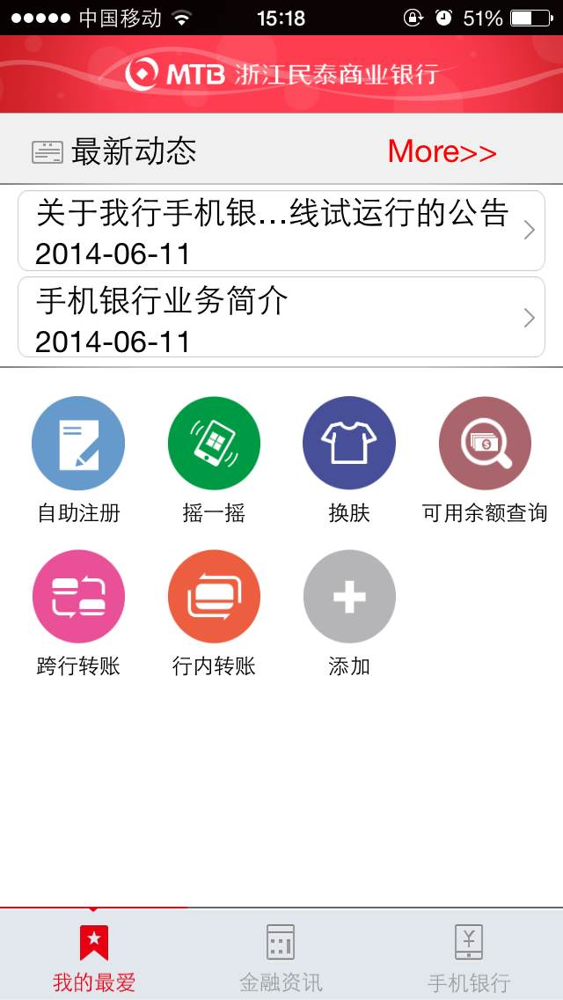 中国移动 15:18 51%
MTB 浙江民泰商业银行
最新动态 More>>
关于我行手机银...线试运行的公告
2014-06-11
手机银行业务简介
2014-06-11
自助注册 摇一摇 换肤 可用余额查询
跨行转账 行内转账 添加
我的最爱 金融资讯 手机银行